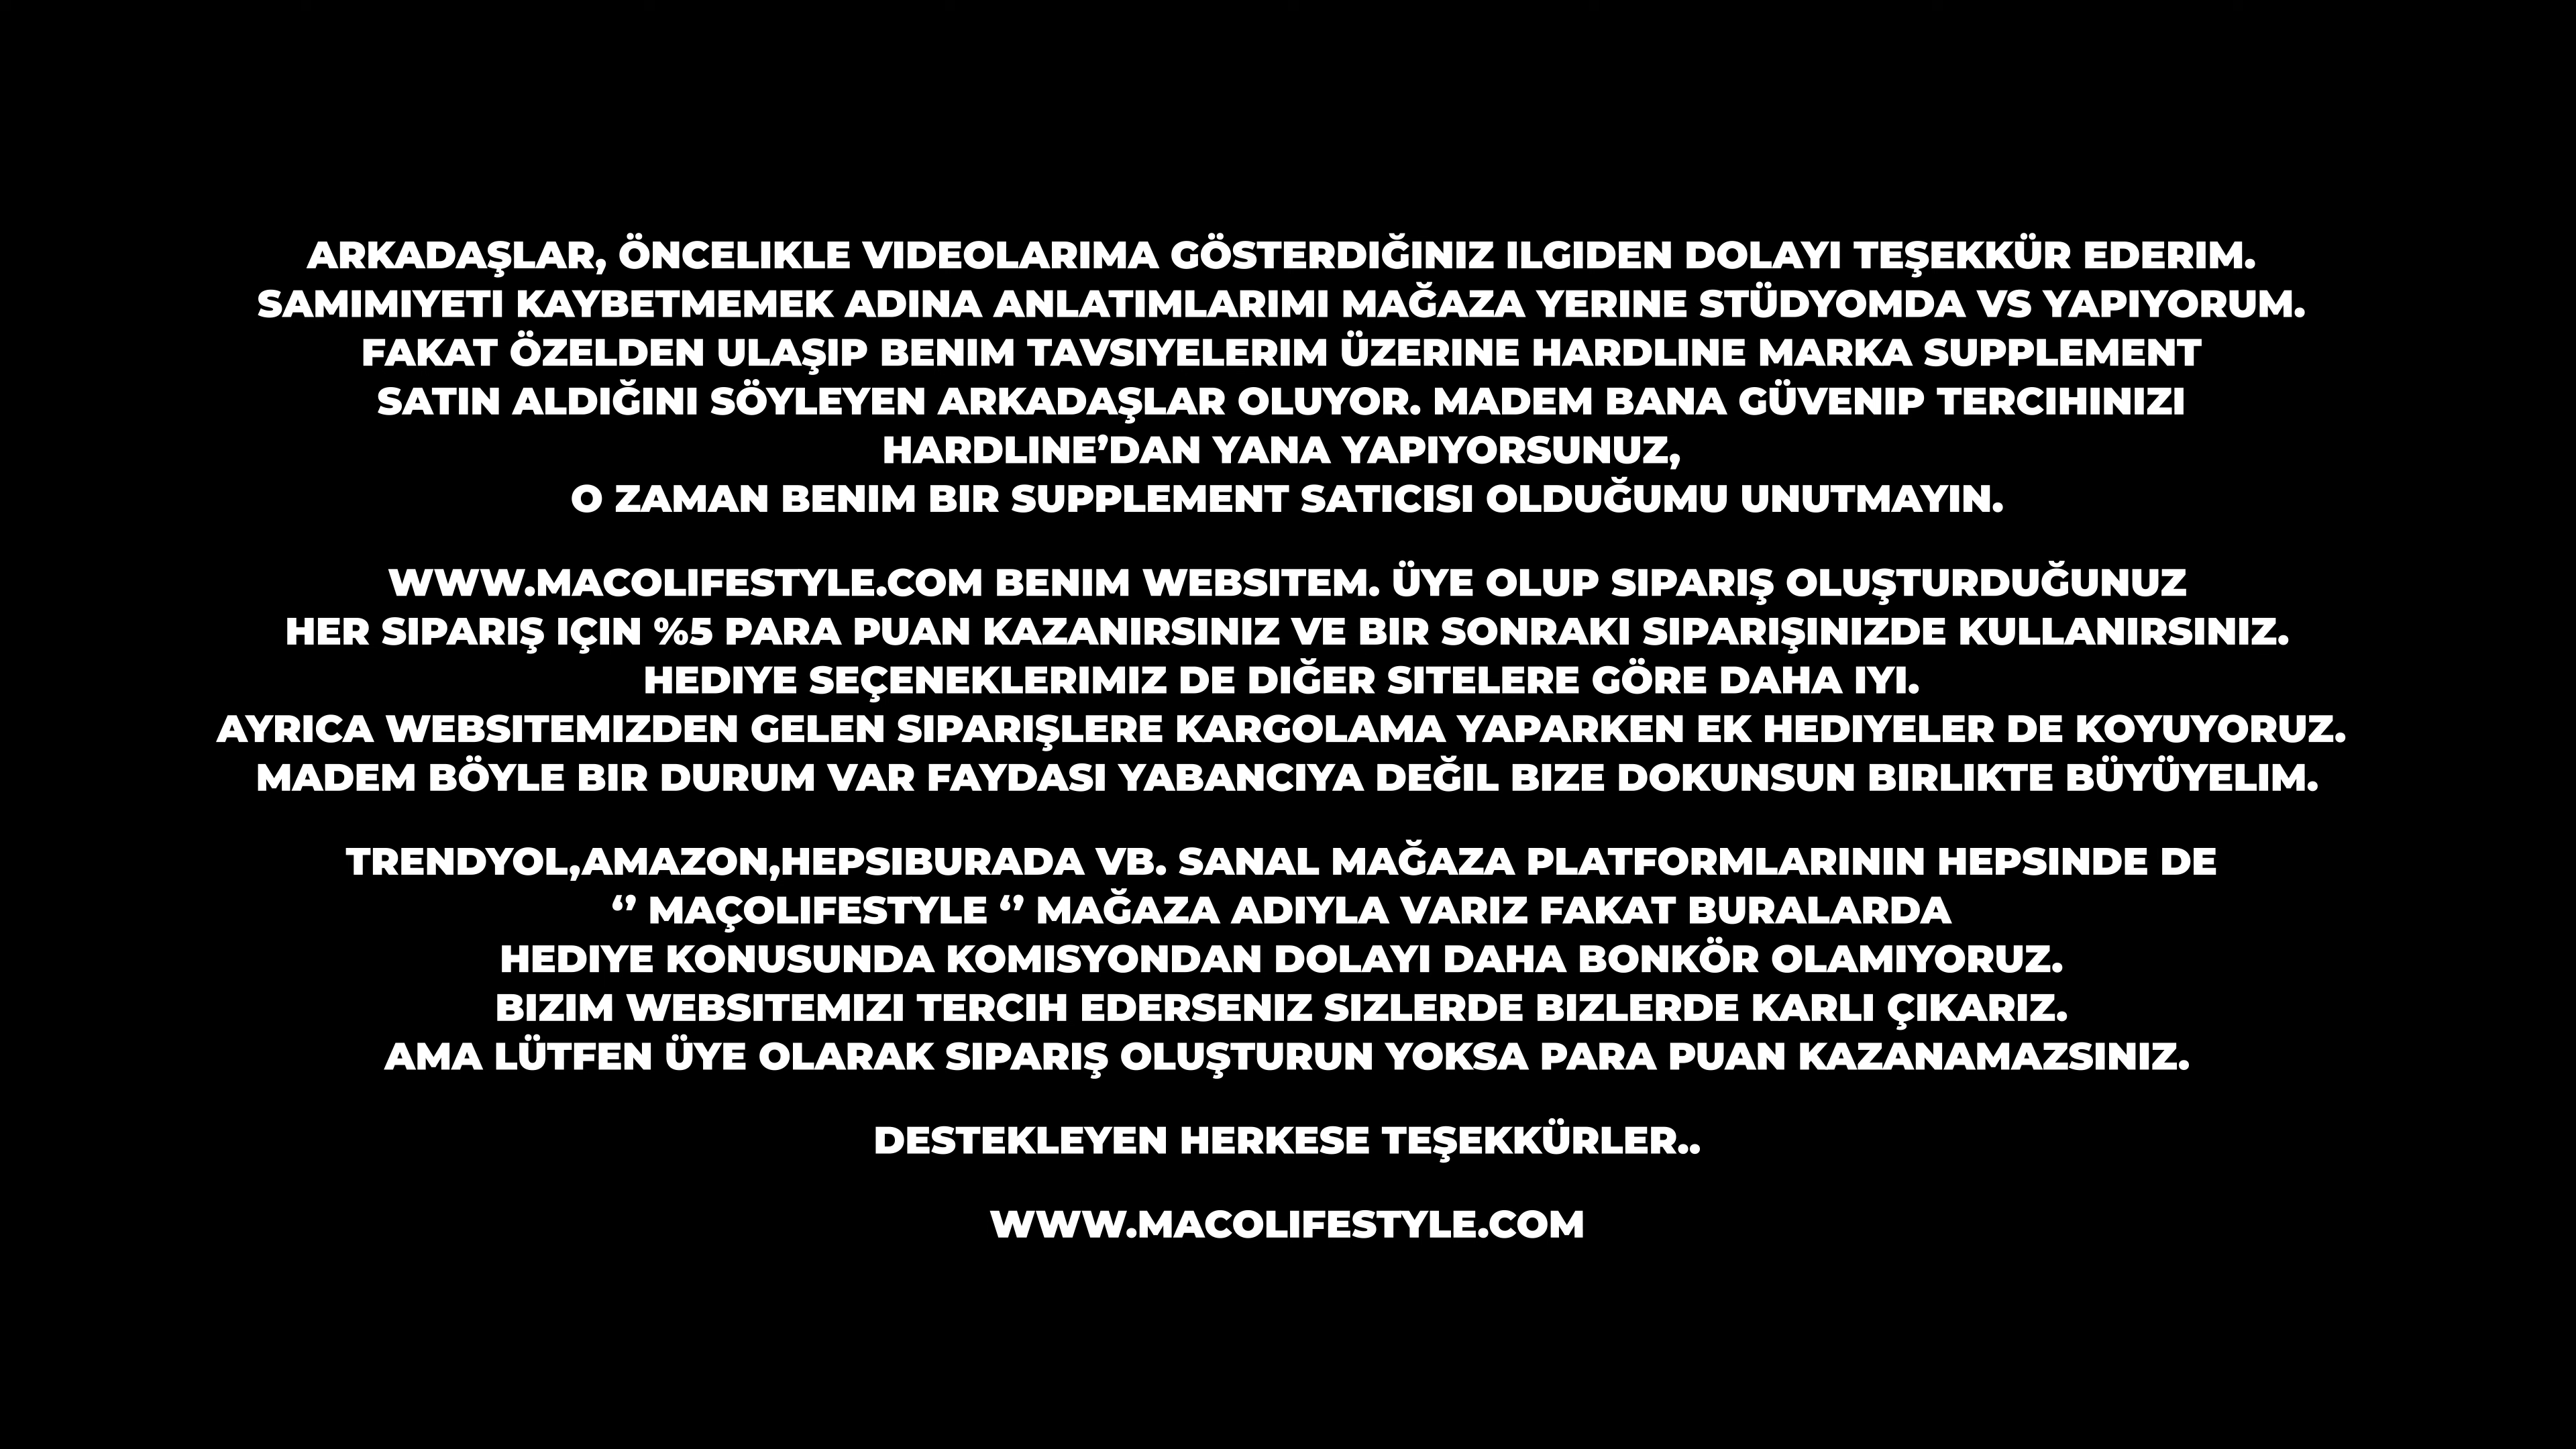 ARKADAŞLAR, ÖNCELIKLE VIDEOLARIMA GÖSTERDIĞINIZ ILGIDEN DOLAYI TEŞEKKÜR EDERIM.
SAMIMIYETI KAYBETMEMEK ADINA ANLATIMLARIMI MAĞAZA YERINE STÜDYOMDA VS YAPIYORUM.
FAKAT ÖZELDEN ULAŞIP BENIM TAVSIYELERIM ÜZERINE HARDLINE MARKA SUPPLEMENT
SATIN ALDIĞINI SÖYLEYEN ARKADAŞLAR OLUYOR. MADEM BANA GÜVENIP TERCIHINIZI
HARDLINE’DAN YANA YAPIYORSUNUZ,
O ZAMAN BENIM BIR SUPPLEMENT SATICISI OLDUĞUMU UNUTMAYIN.
WWW.MACOLIFESTYLE.COM BENIM WEBSITEM. ÜYE OLUP SIPARIŞ OLUŞTURDUĞUNUZ
HER SIPARIŞ IÇIN %5 PARA PUAN KAZANIRSINIZ VE BIR SONRAKI SIPARIŞINIZDE KULLANIRSINIZ.
HEDIYE SEÇENEKLERIMIZ DE DIĞER SITELERE GÖRE DAHA IYI.
AYRICA WEBSITEMIZDEN GELEN SIPARIŞLERE KARGOLAMA YAPARKEN EK HEDIYELER DE KOYUYORUZ.
MADEM BÖYLE BIR DURUM VAR FAYDASI YABANCIYA DEĞIL BIZE DOKUNSUN BIRLIKTE BÜYÜYELIM.
TRENDYOL,AMAZON,HEPSIBURADA VB. SANAL MAĞAZA PLATFORMLARININ HEPSINDE DE
‘’ MAÇOLIFESTYLE ‘’ MAĞAZA ADIYLA VARIZ FAKAT BURALARDA
HEDIYE KONUSUNDA KOMISYONDAN DOLAYI DAHA BONKÖR OLAMIYORUZ.
BIZIM WEBSITEMIZI TERCIH EDERSENIZ SIZLERDE BIZLERDE KARLI ÇIKARIZ.
AMA LÜTFEN ÜYE OLARAK SIPARIŞ OLUŞTURUN YOKSA PARA PUAN KAZANAMAZSINIZ.
DESTEKLEYEN HERKESE TEŞEKKÜRLER..
WWW.MACOLIFESTYLE.COM